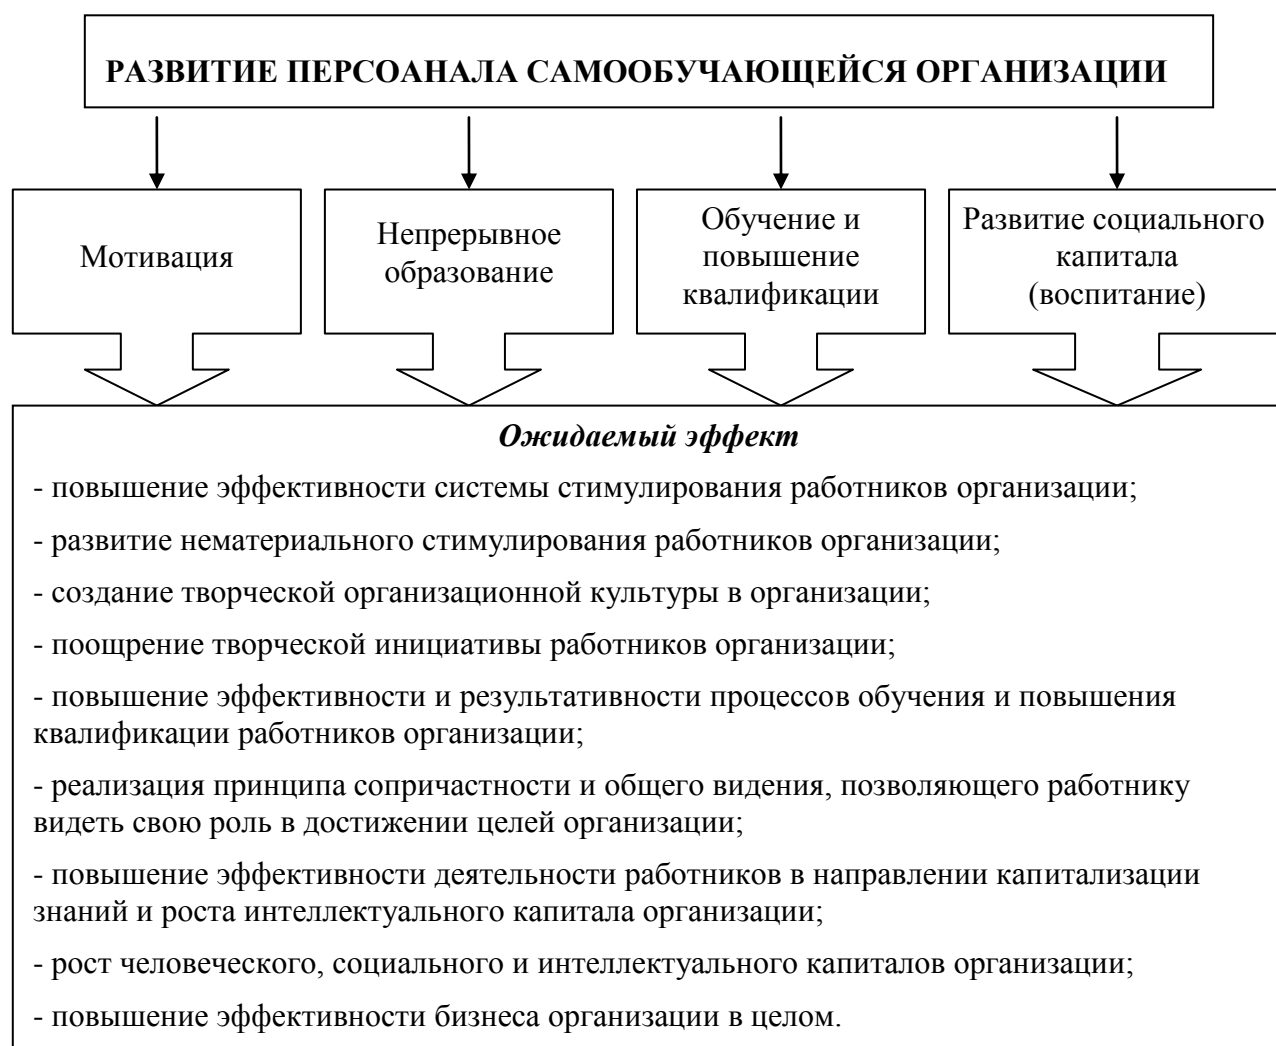 РАЗВИТИЕ ПЕРСОАНАЛА САМООБУЧАЮЩЕЙСЯ ОРГАНИЗАЦИИ
Мотивация
Непрерывное
образование
Обучение и
повышение
квалификации
Развитие социального
капитала
(воспитание)
Ожидаемый эффект
- повышение эффективности системы стимулирования работников организации;
- развитие нематериального стимулирования работников организации;
- создание творческой организационной культуры в организации;
- поощрение творческой инициативы работников организации;
- повышение эффективности и результативности процессов обучения и повышения
квалификации работников организации;
- реализация принципа сопричастности и общего видения, позволяющего работнику
видеть свою роль в достижении целей организации;
- повышение эффективности деятельности работников в направлении капитализации
знаний и роста интеллектуального капитала организации;
- рост человеческого, социального и интеллектуального капиталов организации;
- повышение эффективности бизнеса организации в целом.